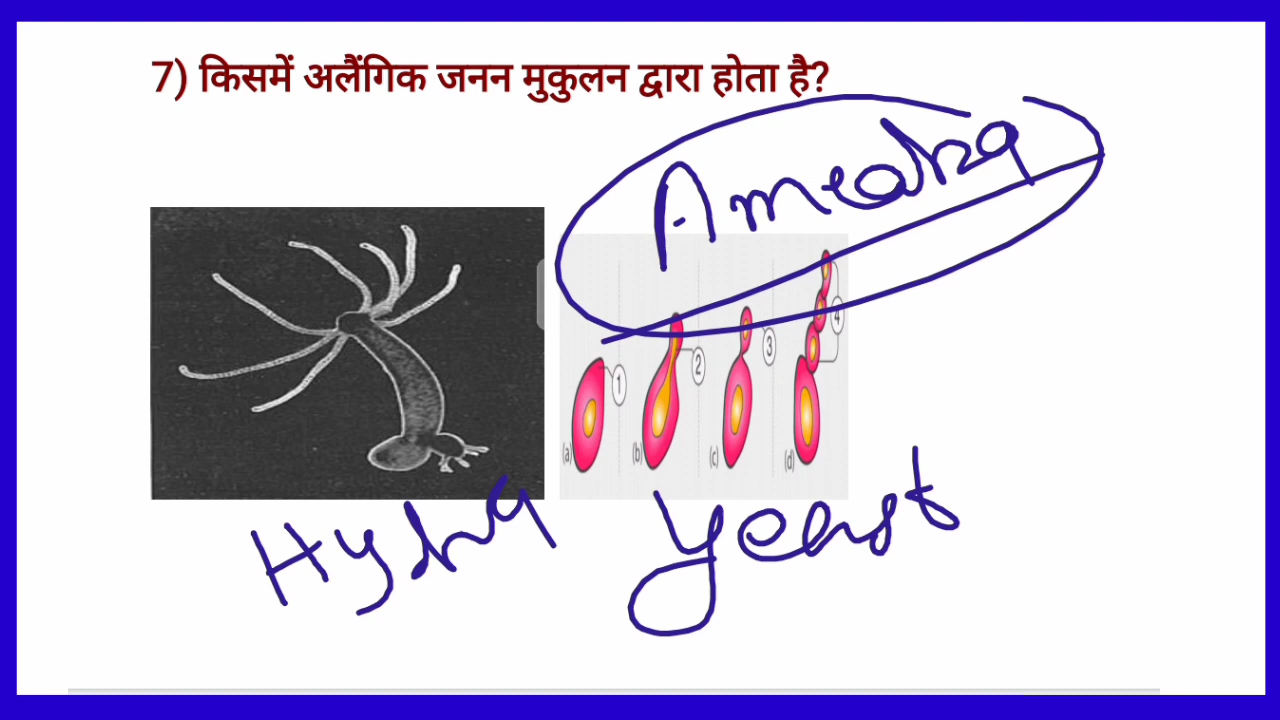 7) किसमें अलैंगिक जनन मुकुलन द्वारा होता है?
Ameoba
1
2
3
4
(a)
(b)
(c)
(d)
Hydra
Yeast